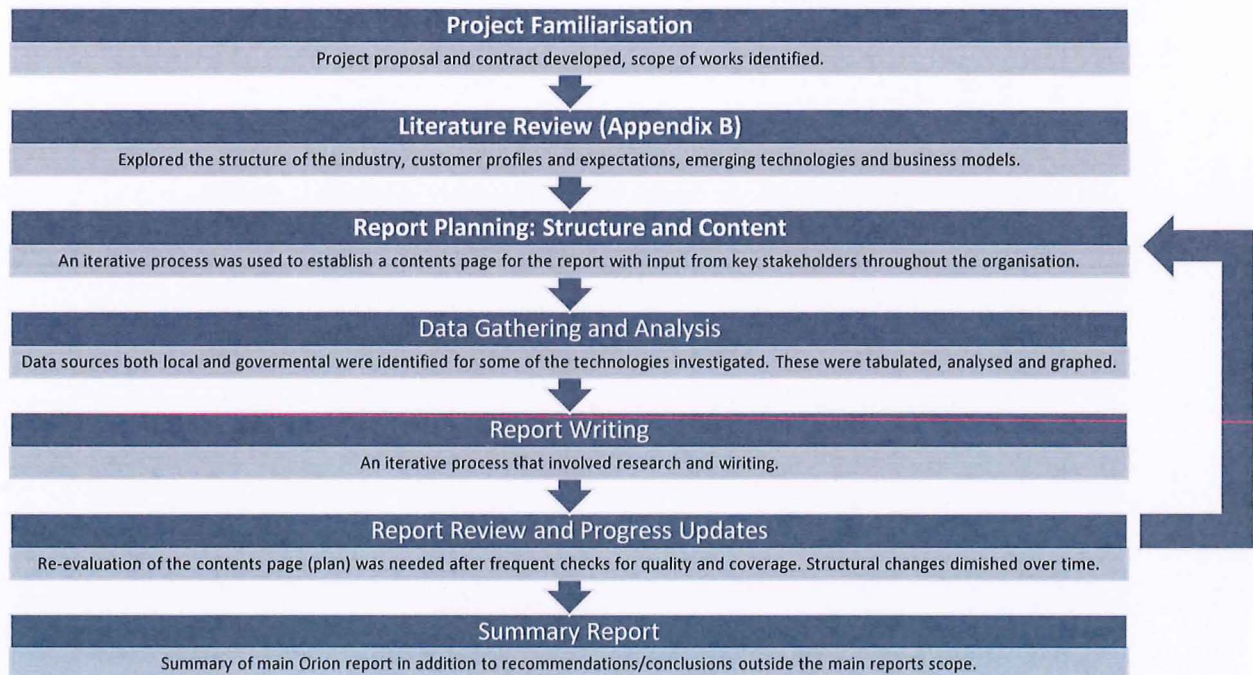 Project Familiarisation
Project proposal and contract developed, scope of works identified.
Literature Review (Appendix B)
Explored the structure of the industry, customer profiles and expectations, emerging technologies and business models.
Report Planning: Structure and Content
An iterative process was used to establish a contents page for the report with input from key stakeholders throughout the organisation.
Data Gathering and Analysis
Data sources both local and govermental were identified for some of the technologies investigated. These were tabulated, analysed and graphed.
Report Writing
An iterative process that involved research and wiriting.
Report Review and Progress Updates
Re-evaluation of the contents page (plan) was needed after frequent checks for quality and coverage. Structural changes dimished over time.
Summary Report
Summary of main Orion report in addition to recommendations/conclusions outside the main reports scope.